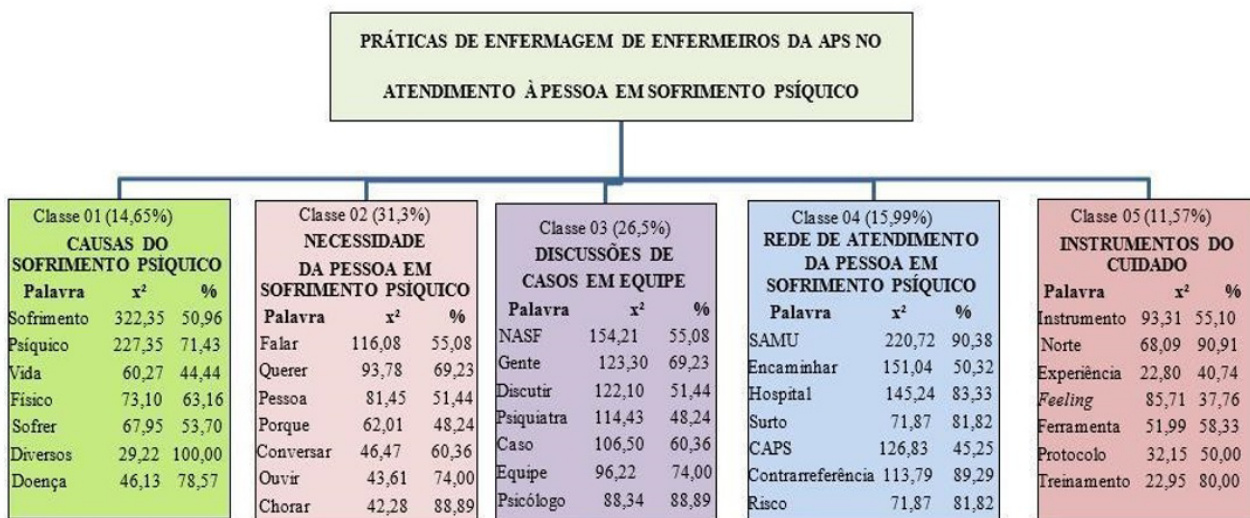 PRÁTICAS DE ENFERMAGEM DE ENFERMEIROS DA APS NO
ATENDIMENTO À PESSOA EM SOFRIMENTO PSÍQUICO
Classe 01 (14,65%)
CAUSAS DO
SOFRIMENTO PSÍQUICO
Palavra x² %
Sofrimento 322,35 50,96
Psíquico 227,35 71,43
Vida 60,27 44,44
Físico 73,10 63,16
Sofrer 67,95 53,70
Diversos 29,22 100,00
Doença 46,13 78,57
Classe 02 (31,3%)
NECESSIDADE
DA PESSOA EM
SOFRIMENTO PSÍQUICO
Palavra x² %
Falar 116,08 55,08
Querer 93,78 69,23
Pessoa 81,45 51,44
Porque 62,01 48,24
Conversar 46,47 60,36
Ouvir 43,61 74,00
Chorar 42,28 88,89
Classe 03 (26,5%)
DISCUSSÕES DE
CASOS EM EQUIPE
Palavra x² %
NASF 154,21 55,08
Gente 123,30 69,23
Discutir 122,10 51,44
Psiquiatra 114,43 48,24
Caso 106,50 60,36
Equipe 96,22 74,00
Psicólogo 88,34 88,89
Classe 04 (15,99%)
REDE DE ATENDIMENTO
DA PESSOA EM
SOFRIMENTO PSÍQUICO
Palavra x² %
SAMU 220,72 90,38
Encaminhar 151,04 50,32
Hospital 145,24 83,33
Surto 71,87 81,82
CAPS 126,83 45,25
Contrarreferência 113,79 89,29
Risco 71,87 81,82
Classe 05 (11,57%)
INSTRUMENTOS DO
CUIDADO
Palavra x² %
Instrumento 93,31 55,10
Norte 68,09 90,91
Experiência 22,80 40,74
Feeling 85,71 37,76
Ferramenta 51,99 58,33
Protocolo 32,15 50,00
Treinamento 22,95 80,00